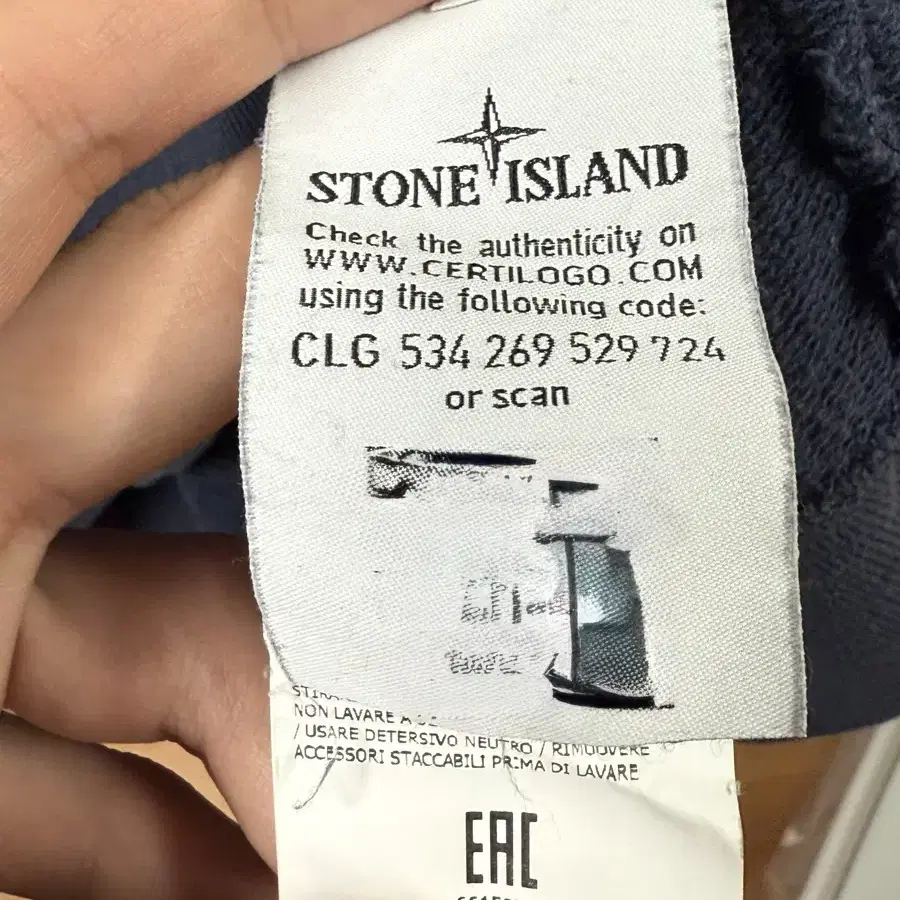 STONE ISLAND
Check the authenticity on
WWW.CERTILOGO.COM
using the following code:
CLG 534 269 529 724
or scan
NON LAVARE A
/ USARE DETERSIVO NEUTRO / RIMUOVERE
ACCESSORI STACCABILI PRIMA DI LAVARE
EAC